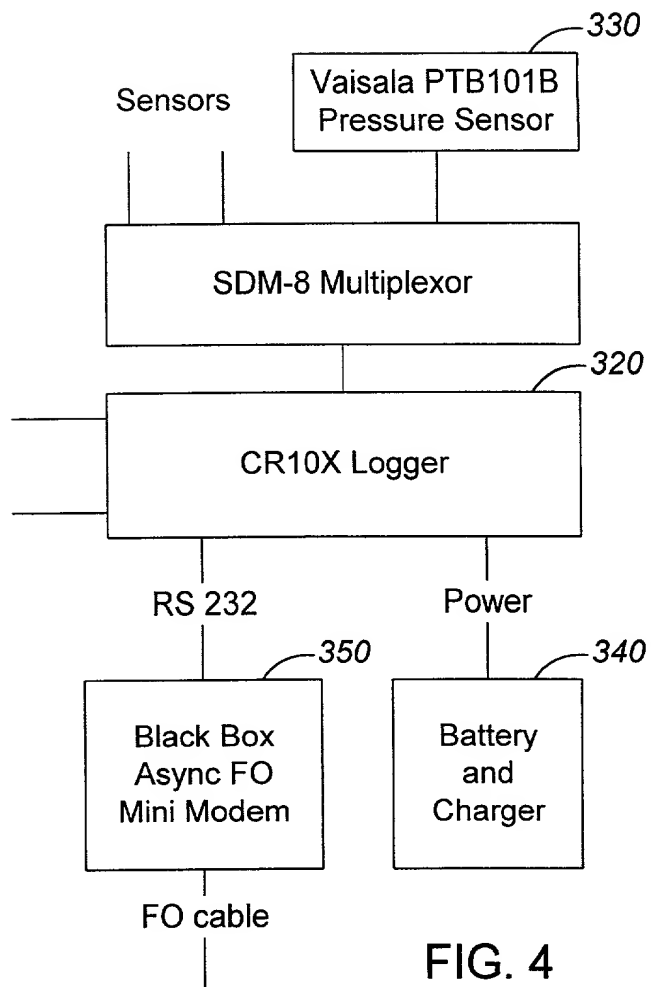 330
Sensors
Vaisala PTB101B
Pressure Sensor
SDM-8 Multiplexor
320
CR10X Logger
RS 232
Power
350
340
Black Box
Async FO
Mini Modem
Battery
and
Charger
FO cable
FIG. 4